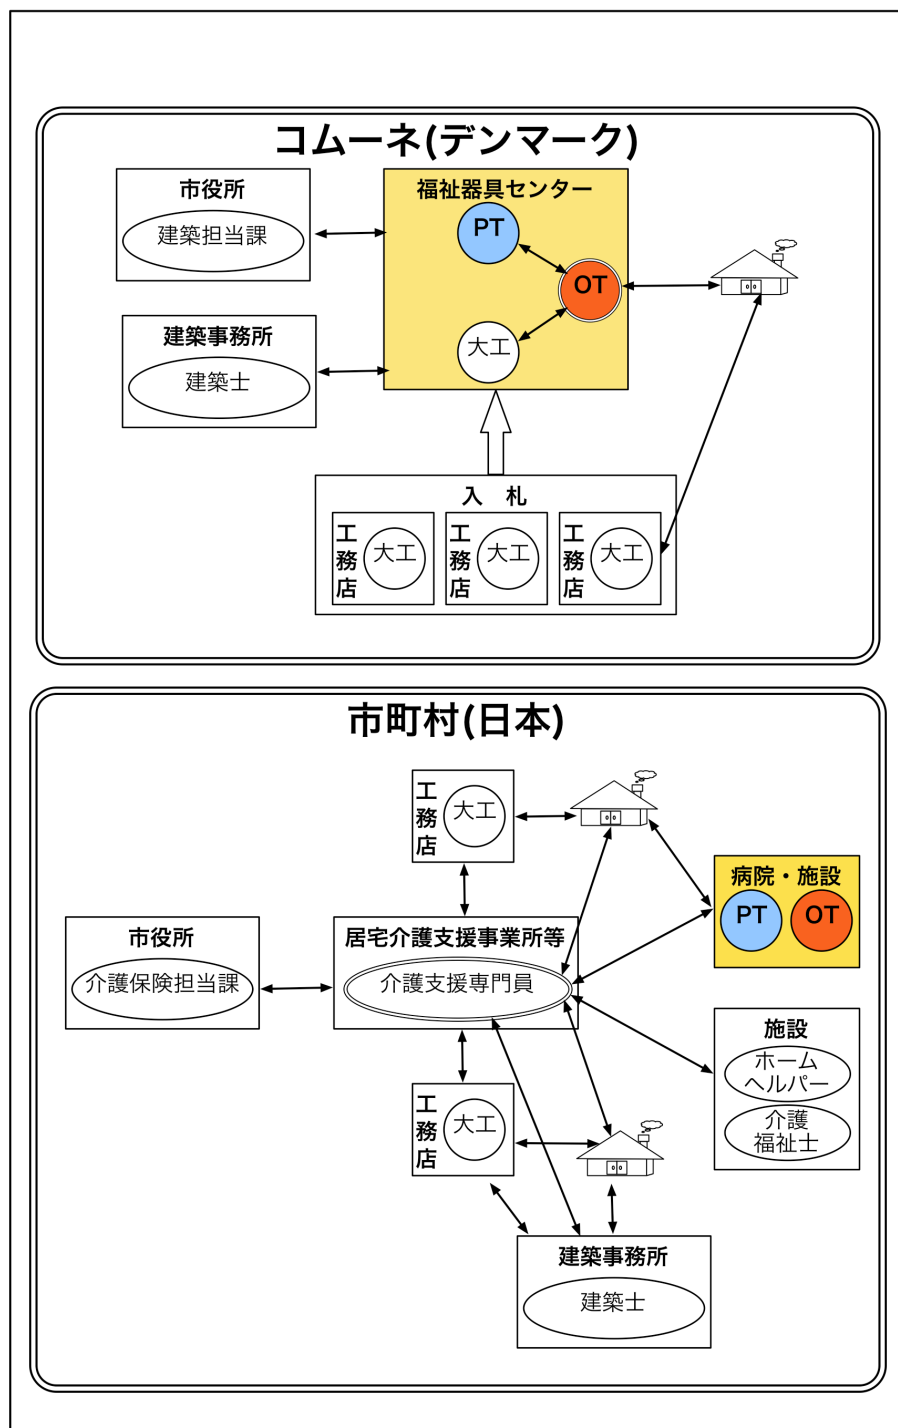 コムーネ(デンマーク)
市役所
建築担当課
福祉器具センター
PT
OT
大工
建築事務所
建築士
入　札
工務店
大工
工務店
大工
工務店
大工
市町村(日本)
工務店
大工
病院・施設
PT
OT
市役所
介護保険担当課
居宅介護支援事業所等
介護支援専門員
施設
ホーム
ヘルパー
介護
福祉士
工務店
大工
建築事務所
建築士